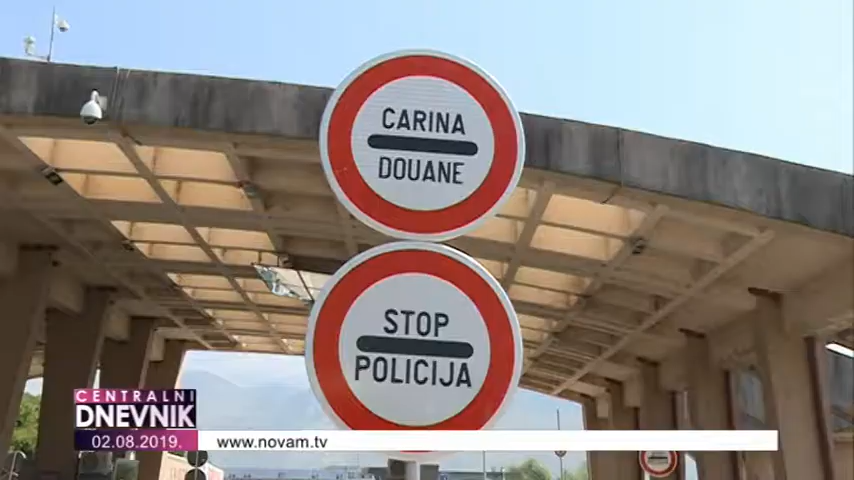 CARINA
DOUANE
STOP
POLICIJA
CENTRALNI
DNEVNIK
02.08.2019.
www.novam.tv